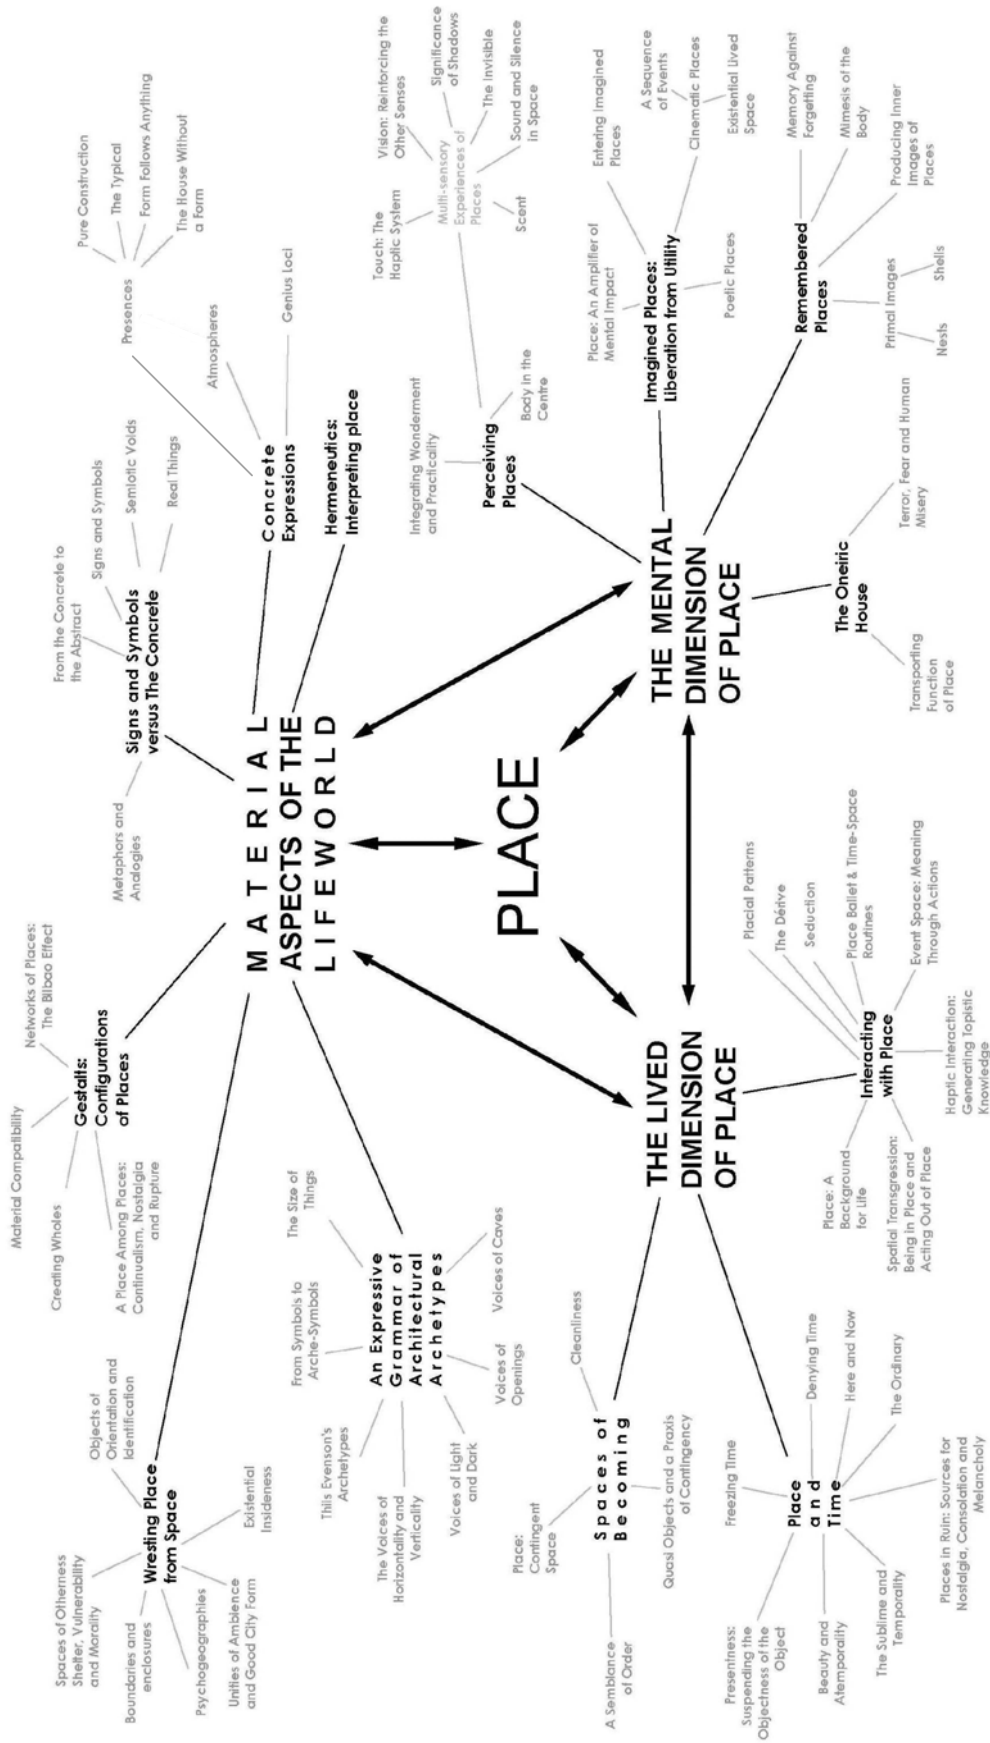 Material Compatibility
Networks of Places:
The Bilbao Effect
Creating Wholes
Gestalts:
Configurations
of Places
A Place Among Places:
Continualism, Nostalgia
and Rupture
Spaces of Otherness
Shelter, Vulnerability
and Morality
Objects of
Orientation and
Identification
Boundaries and
enclosures
Wresting Place
from Space
Psychogeographies
Existential
Insideness
Unities of Ambience
and Good City Form
From the Concrete to
the Abstract
Signs and Symbols
Semiotic Voids
Real Things
Metaphors and
Analogies
Signs and Symbols
versus The Concrete
Pure Construction
The Typical
Form Follows Anything
The House Without
a Form
Presences
Atmospheres
Genius Loci
Concrete
Expressions
Hermeneutics:
Interpreting place
MATERIAL
ASPECTS OF THE
LIFEWORLD
The Size of
Things
From Symbols to
Arche-Symbols
Thiis Evenson's
Archetypes
An Expressive
Grammar of
Architectural
Archetypes
The Voices of
Horizontality and
Verticality
Voices of Light
and Dark
Voices of
Openings
Voices of Caves
Touch: The
Haptic System
Vision: Reinforcing the
Other Senses
Significance
of Shadows
The Invisible
Sound and Silence
in Space
Scent
Multi-sensory
Experiences of
Places
Integrating Wonderment
and Practicality
Body in the
Centre
Perceiving
Places
PLACE
Cleanliness
Place:
Contingent
Space
Spaces of
Becoming
A Semblance
of Order
Quasi Objects and a Praxis
of Contingency
THE LIVED
DIMENSION
OF PLACE
THE MENTAL
DIMENSION
OF PLACE
Place: An Amplifier of
Mental Impact
Entering Imagined
Places
A Sequence
of Events
Cinematic Places
Existential Lived
Space
Imagined Places:
Liberation from Utility
Poetic Places
Memory Against
Forgetting
Mimesis of the
Body
Producing Inner
Images of
Places
Remembered
Places
Primal Images
Shells
Nests
The Oneiric
House
Terror, Fear and Human
Misery
Transporting
Function
of Place
Placial Patterns
The Dérive
Seduction
Place Ballet & Time-Space
Routines
Event Space: Meaning
Through Actions
Interacting
with Place
Haptic Interaction:
Generating Topistic
Knowledge
Place: A
Background
for Life
Spatial Transgression:
Being in Place and
Acting Out of Place
Freezing Time
Denying Time
Here and Now
The Ordinary
Place
and
Time
Presentness:
Suspending the
Objectness of the
Object
Beauty and
Atemporality
The Sublime and
Temporality
Places in Ruin: Sources for
Nostalgia, Consolation and
Melancholy